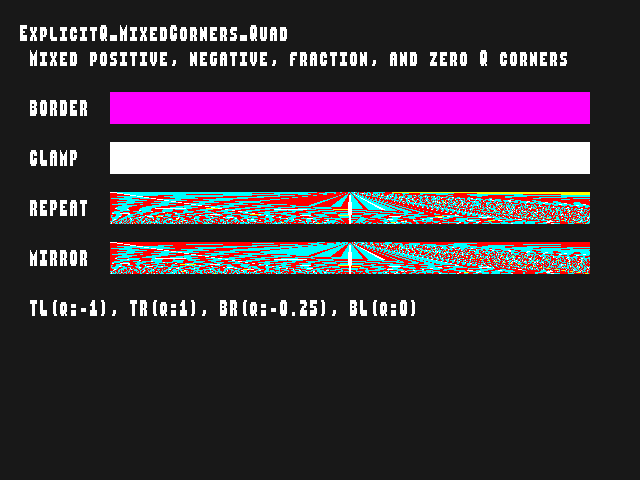 ExplicitQ_MixedCorners_Quad
Mixed positive, negative, fraction, and zero Q corners
BORDER
CLAMP
REPEAT
MIRROR
TL(q:-1), TR(q:1), BR(q:-0.25), BL(q:0)